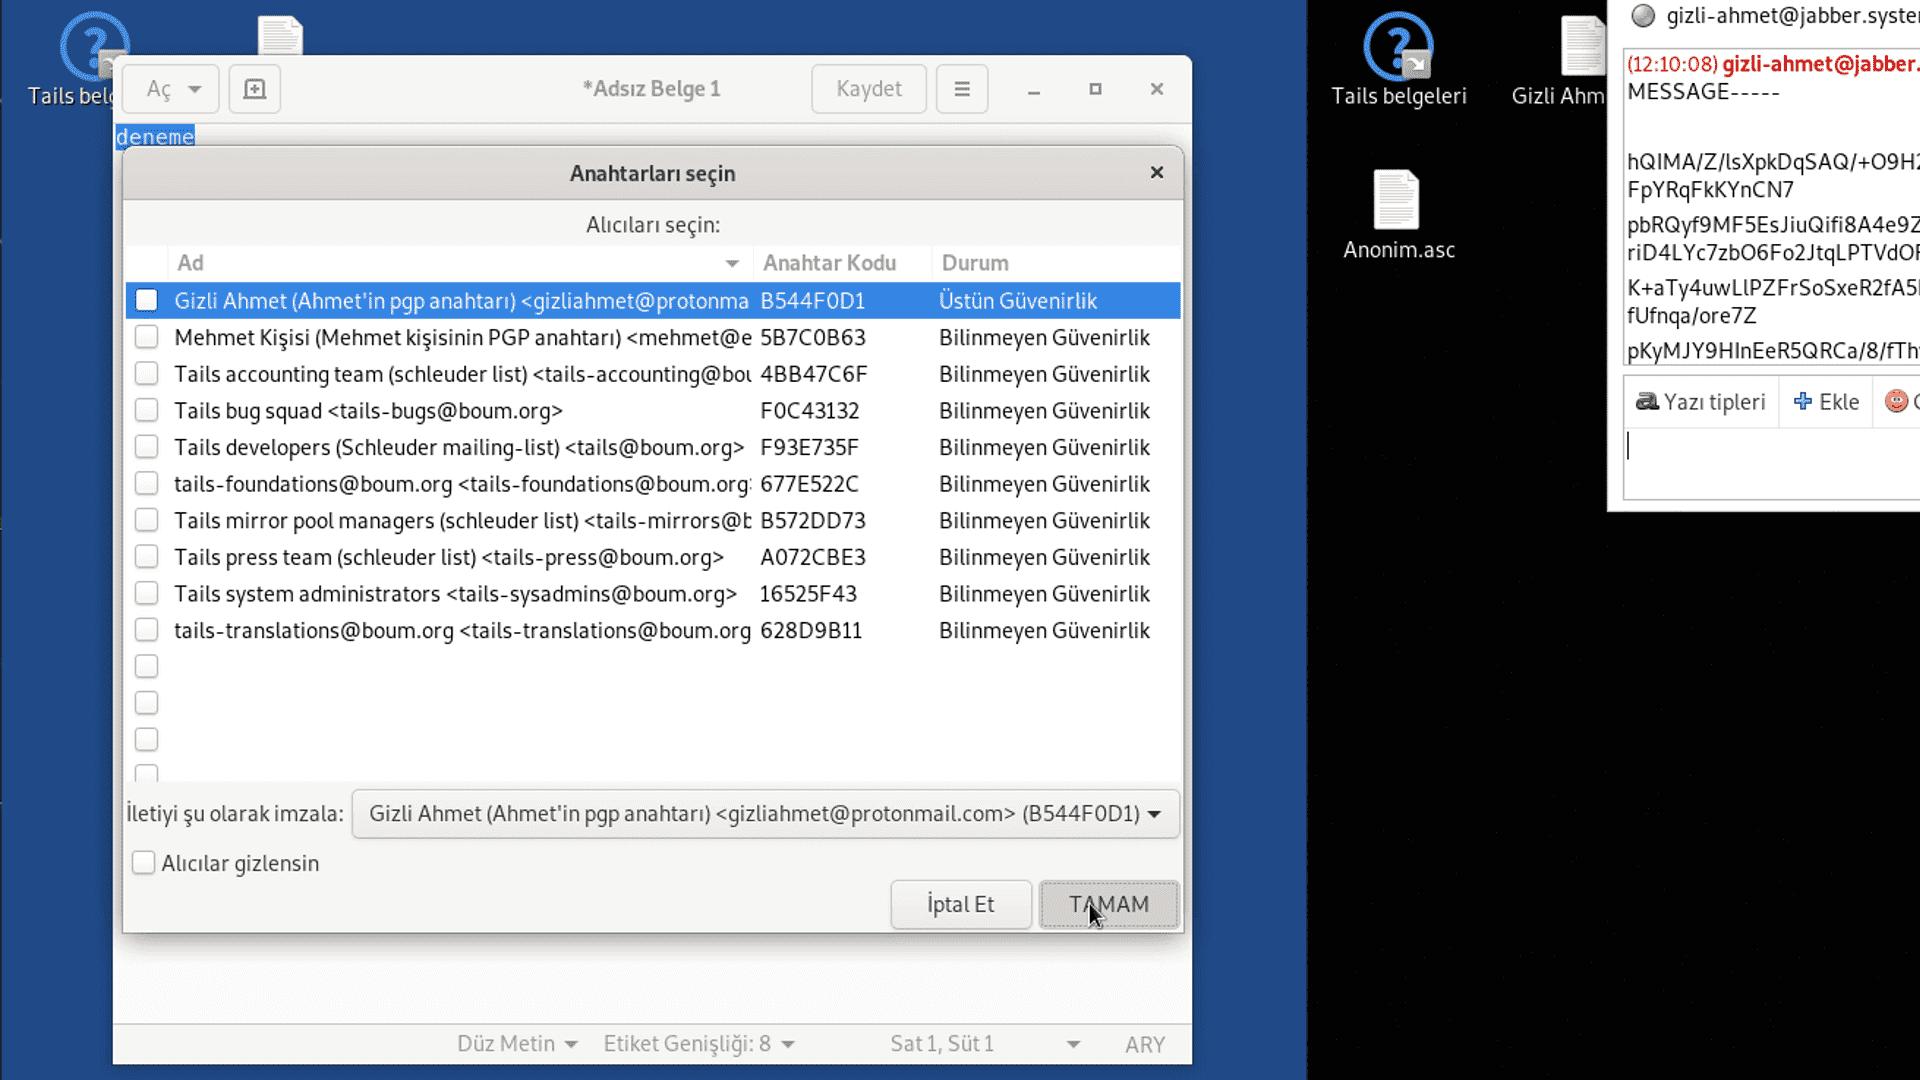 Tails belg
Aç
*Adsız Belge 1
Kaydet
deneme
Anahtarları seçin
Alıcıları seçin:
Ad Anahtar Kodu Durum
Gizli Ahmet (Ahmet'in pgp anahtarı) <gizliahmet@protonma B544F0D1 Üstün Güvenirlik
Mehmet Kişisi (Mehmet kişisinin PGP anahtarı) <mehmet@e 5B7C0B63 Bilinmeyen Güvenirlik
Tails accounting team (schleuder list) <tails-accounting@bou 4BB47C6F Bilinmeyen Güvenirlik
Tails bug squad <tails-bugs@boum.org> F0C43132 Bilinmeyen Güvenirlik
Tails developers (Schleuder mailing-list) <tails@boum.org> F93E735F Bilinmeyen Güvenirlik
tails-foundations@boum.org <tails-foundations@boum.org 677E522C Bilinmeyen Güvenirlik
Tails mirror pool managers (schleuder list) <tails-mirrors@b B572DD73 Bilinmeyen Güvenirlik
Tails press team (schleuder list) <tails-press@boum.org> A072CBE3 Bilinmeyen Güvenirlik
Tails system administrators <tails-sysadmins@boum.org> 16525F43 Bilinmeyen Güvenirlik
tails-translations@boum.org <tails-translations@boum.org 628D9B11 Bilinmeyen Güvenirlik
İletiyi şu olarak imzala: Gizli Ahmet (Ahmet'in pgp anahtarı) <gizliahmet@protonmail.com> (B544F0D1)
Alıcılar gizlensin
İptal Et
TAMAM
Düz Metin
Etiket Genişliği: 8
Sat 1, Süt 1
ARY
Tails belgeleri
Gizli Ahm
Anonim.asc
gizli-ahmet@jabber.syste
(12:10:08) gizli-ahmet@jabber.
MESSAGE-----
hQIMA/Z/lsXpkDqSAQ/+O9H2
FpYRqFkKYnCN7
pbRQyf9MF5EsJiuQifi8A4e9Z
riD4LYc7zbO6Fo2JtqLPTVdO
K+aTy4uwLlPZFrSoSxeR2fA5
fUfnqa/ore7Z
pKyMJY9HInEeR5QRCa/8/fTh
Yazı tipleri
Ekle